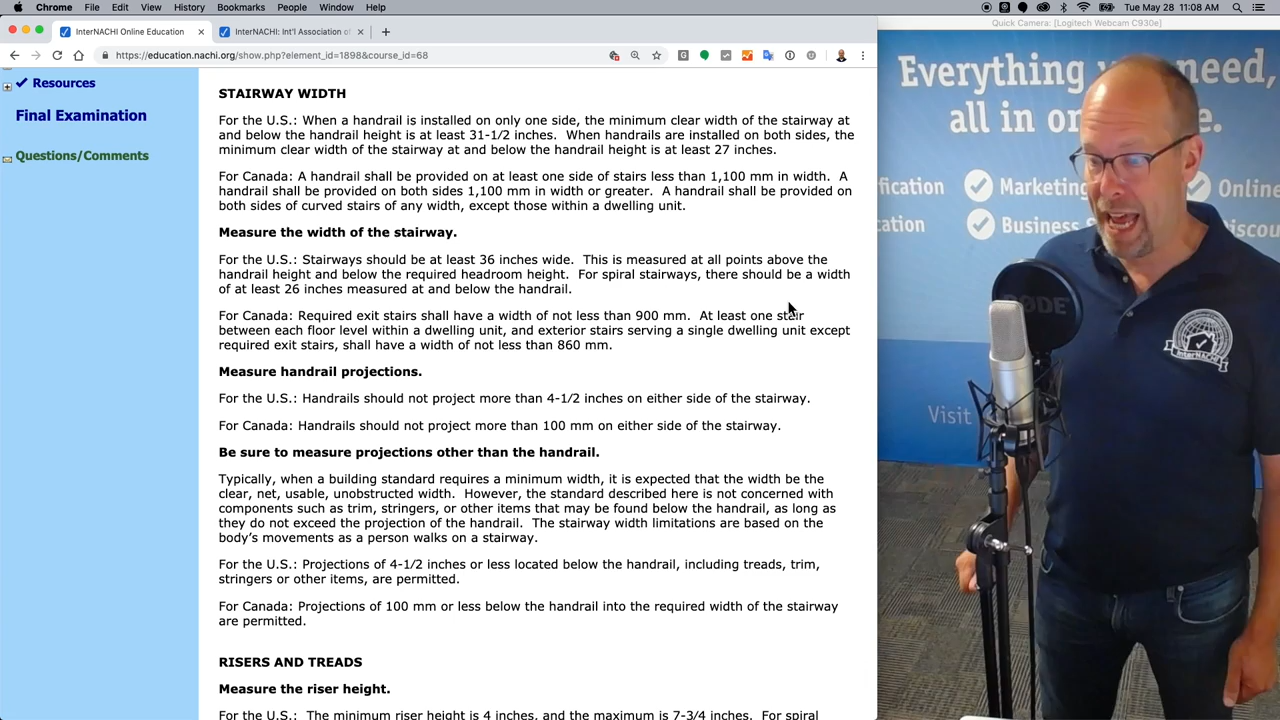 Chrome File Edit View History Bookmarks People Window Help
Tue May 28 11:08 AM
Quick Camera: [Logitech Webcam C930e]
InterNACHI Online Education
InterNACHI: Int'l Association of
https://education.nachi.org/show.php?element_id=1898&course_id=68
Resources
Final Examination
Questions/Comments
STAIRWAY WIDTH
For the U.S.: When a handrail is installed on only one side, the minimum clear width of the stairway at
and below the handrail height is at least 31-1/2 inches. When handrails are installed on both sides, the
minimum clear width of the stairway at and below the handrail height is at least 27 inches.
For Canada: A handrail shall be provided on at least one side of stairs less than 1,100 mm in width. A
handrail shall be provided on both sides 1,100 mm in width or greater. A handrail shall be provided on
both sides of curved stairs of any width, except those within a dwelling unit.
Measure the width of the stairway.
For the U.S.: Stairways should be at least 36 inches wide. This is measured at all points above the
handrail height and below the required headroom height. For spiral stairways, there should be a width
of at least 26 inches measured at and below the handrail.
For Canada: Required exit stairs shall have a width of not less than 900 mm. At least one stair
between each floor level within a dwelling unit, and exterior stairs serving a single dwelling unit except
required exit stairs, shall have a width of not less than 860 mm.
Measure handrail projections.
For the U.S.: Handrails should not project more than 4-1/2 inches on either side of the stairway.
For Canada: Handrails should not project more than 100 mm on either side of the stairway.
Be sure to measure projections other than the handrail.
Typically, when a building standard requires a minimum width, it is expected that the width be the
clear, net, usable, unobstructed width. However, the standard described here is not concerned with
components such as trim, stringers, or other items that may be found below the handrail, as long as
they do not exceed the projection of the handrail. The stairway width limitations are based on the
body's movements as a person walks on a stairway.
For the U.S.: Projections of 4-1/2 inches or less located below the handrail, including treads, trim,
stringers or other items, are permitted.
For Canada: Projections of 100 mm or less below the handrail into the required width of the stairway
are permitted.
RISERS AND TREADS
Measure the riser height.
For the U.S.: The minimum riser height is 4 inches, and the maximum is 7-3/4 inches. For spiral
Everything need,
all in
Marketing
Online
Business
Visit
RØDE
InterNACHI